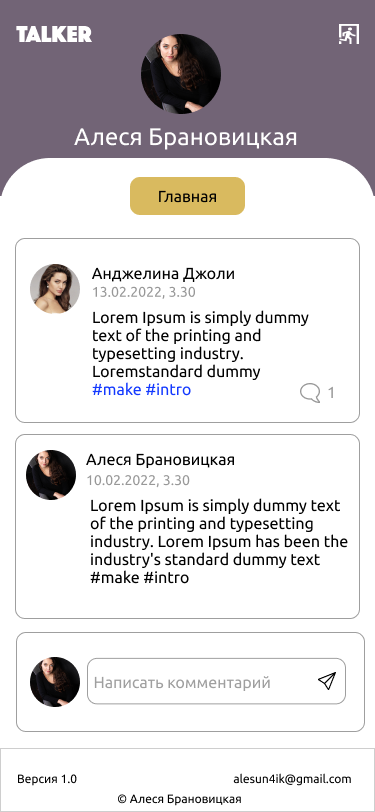 TALKER
Алеся Брановицкая
Главная
Анджелина Джоли
13.02.2022, 3.30
Lorem Ipsum is simply dummy
text of the printing and
typesetting industry.
Loremstandard dummy
#make #intro
1
Алеся Брановицкая
10.02.2022, 3.30
Lorem Ipsum is simply dummy text
of the printing and typesetting
industry. Lorem Ipsum has been the
industry's standard dummy text
#make #intro
Написать комментарий
Версия 1.0
alesun4ik@gmail.com
© Алеся Брановицкая